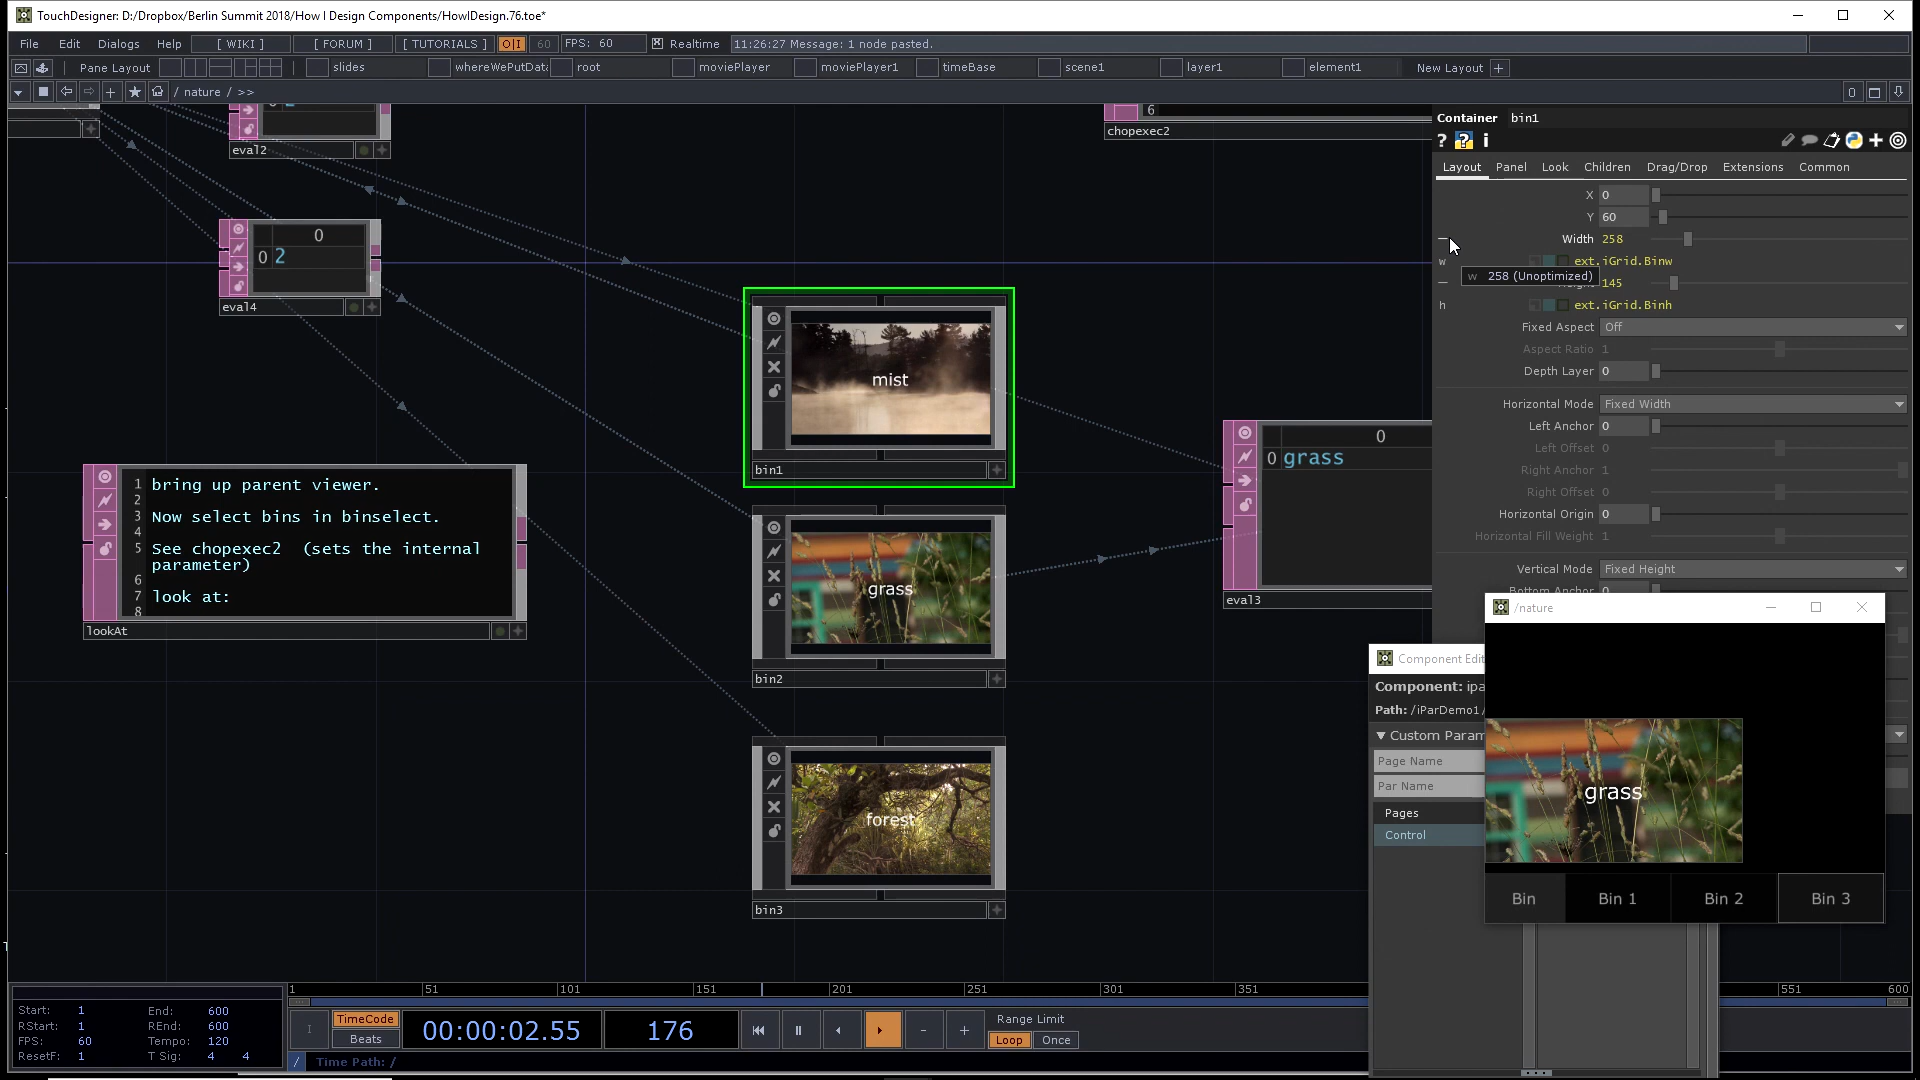 TouchDesigner: D:/Dropbox/Berlin Summit 2018/How I Design Components/HowIDesign.76.toe*
File Edit Dialogs Help [ WIKI ] [ FORUM ] [ TUTORIALS ] O|I 60 FPS: 60 Realtime 11:26:27 Message: 1 node pasted.
Pane Layout slides whereWePutData root moviePlayer moviePlayer1 timeBase scene1 layer1 element1 New Layout +
/ nature / >> 0
eval2
6
chopexec2
0
0 2
eval4
mist
bin1
0
0 grass
eval3
1 bring up parent viewer.
2
3 Now select bins in binselect.
4
5 See chopexec2 (sets the internal
parameter)
6
7 look at:
8
lookAt
grass
bin2
forest
bin3
Container bin1
? ? i
Layout Panel Look Children Drag/Drop Extensions Common
X 0
Y 60
Width 258
w ext.iGrid.Binw
w 258 (Unoptimized)
145
h ext.iGrid.Binh
Fixed Aspect Off
Aspect Ratio 1
Depth Layer 0
Horizontal Mode Fixed Width
Left Anchor 0
Left Offset 0
Right Anchor 1
Right Offset 0
Horizontal Origin 0
Horizontal Fill Weight 1
Vertical Mode Fixed Height
/nature
grass
Bin Bin 1 Bin 2 Bin 3
Component Edit
Component: ipa
Path: /iParDemo1/
Custom Param
Page Name
Par Name
Pages
Control
1 51 101 151 201 251 301 351 551 600
Start: 1 End: 600
RStart: 1 REnd: 600
FPS: 60 Tempo: 120
ResetF: 1 T Sig: 4 4
TimeCode
Beats
00:00:02.55 176
Range Limit
Loop Once
/ Time Path: /